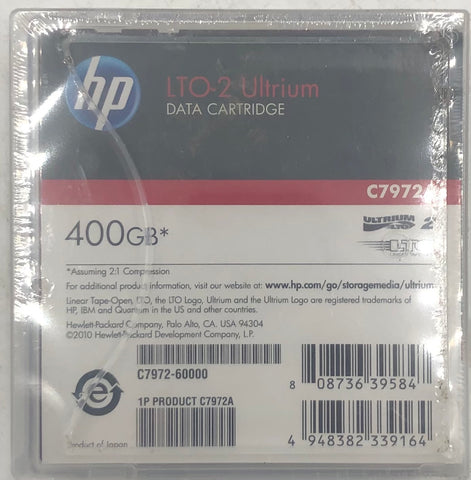 hp
LTO-2 Ultrium
DATA CARTRIDGE
C7972A
ULTRIUM LTO 2
400GB*
*Assuming 2:1 Compression
For additional product information, visit our website at: www.hp.com/go/storagemedia/ultrium
Linear Tape-Open, LTO, the LTO Logo, Ultrium and the Ultrium Logo are registered trademarks of
HP, IBM and Quantum in the US and other countries.
Hewlett-Packard Company, Palo Alto, CA, USA 94304
©2010 Hewlett-Packard Development Company, L.P.
C7972-60000
1P PRODUCT C7972A
8 08736 39584
4 948382 339164
Product of Japan